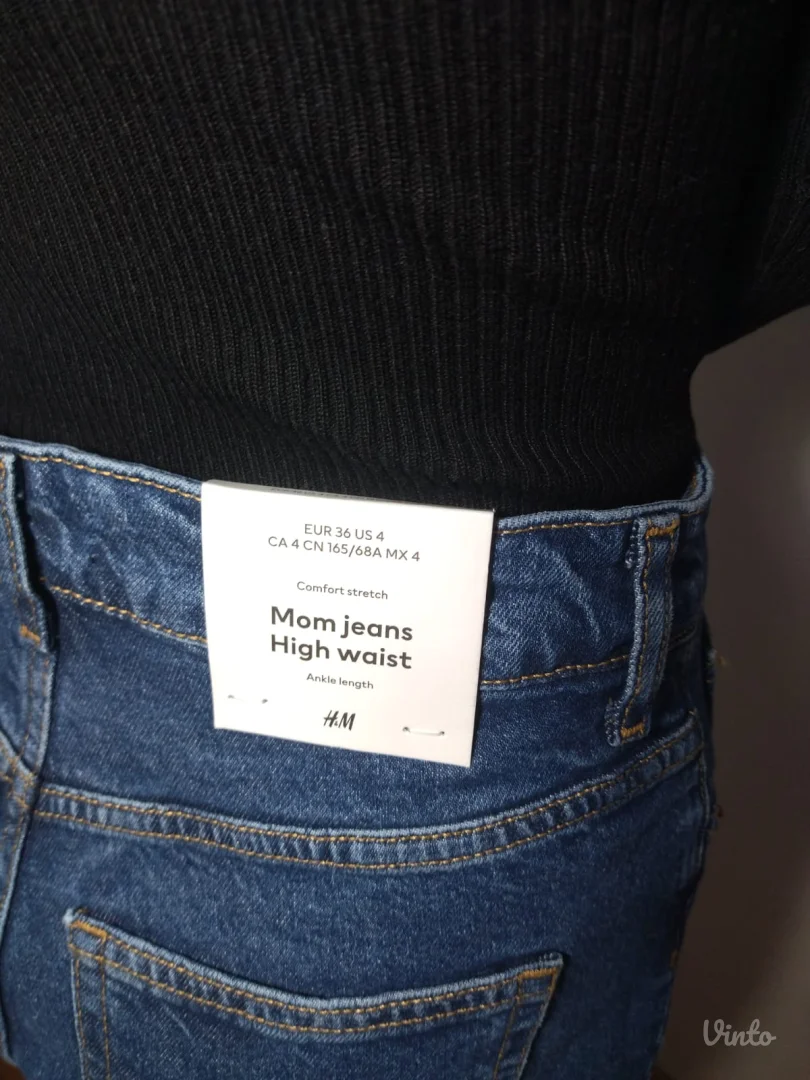 EUR 36 US 4
CA 4 CN 165/68A MX 4
Comfort stretch
Mom jeans
High waist
Ankle length
H&M
Vinto